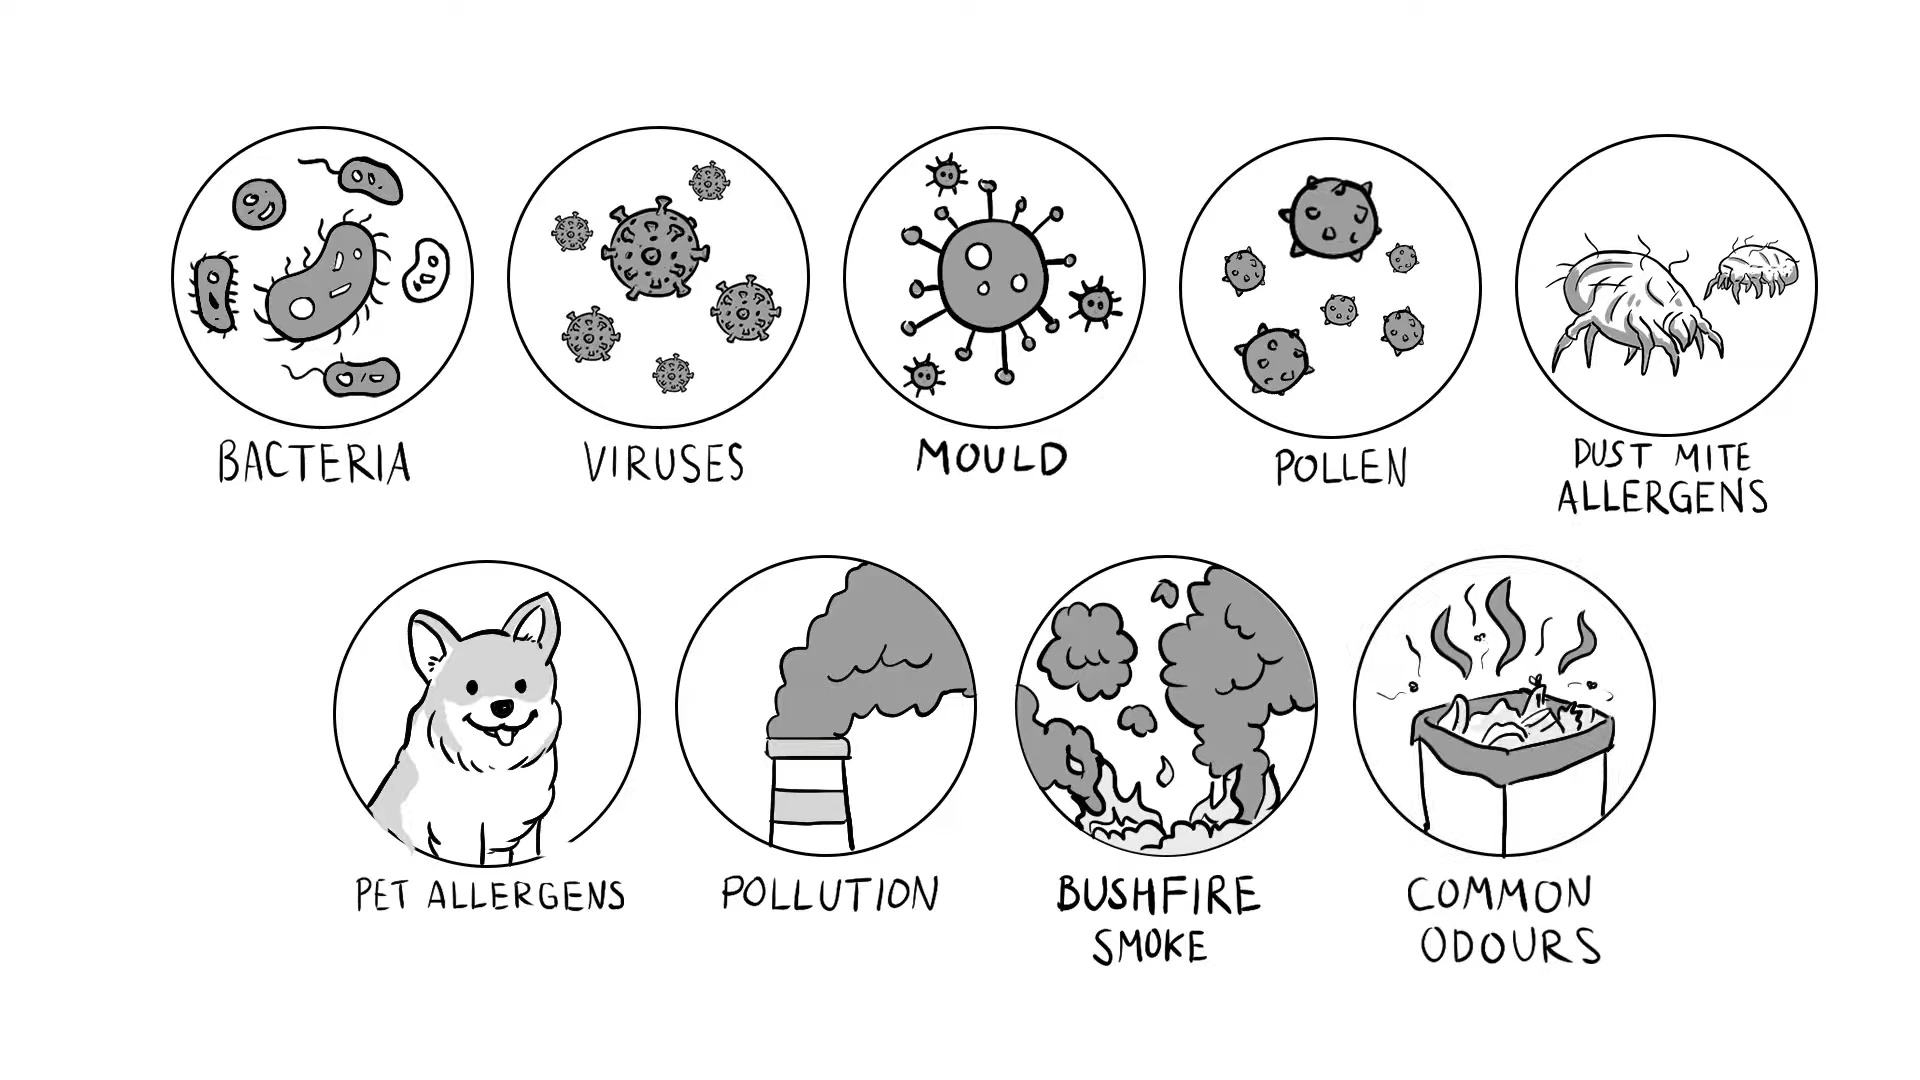 BACTERIA
VIRUSES
MOULD
POLLEN
DUST MITE
ALLERGENS
PET ALLERGENS
POLLUTION
BUSHFIRE
SMOKE
COMMON
ODOURS